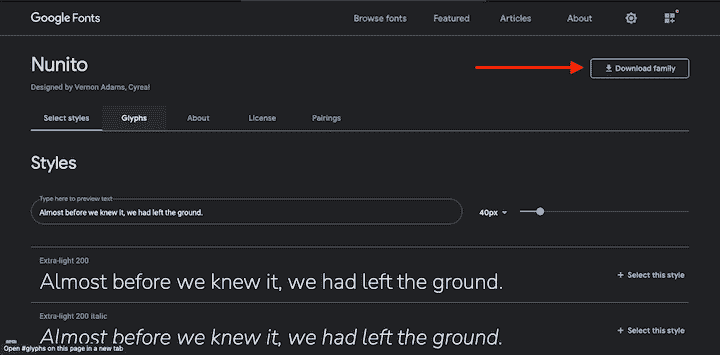 Google Fonts Browse fonts Featured Articles About
Nunito
Download family
Designed by Vernon Adams, Cyreal
Select styles Glyphs About License Pairings
Styles
Type here to preview text
Almost before we knew it, we had left the ground.
40px
Extra-light 200
Almost before we knew it, we had left the ground.
+ Select this style
Extra-light 200 italic
Almost before we knew it, we had left the ground.
+ Select this style
Open #glyphs on this page in a new tab